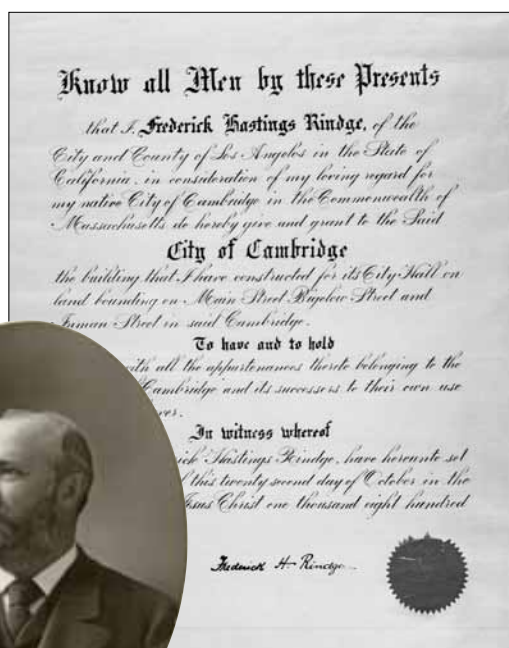 Know all Men by these Presents
that I, Frederick Hastings Rindge, of the
City and County of Los Angeles in the State of
California, in consideration of my loving regard for
my native City of Cambridge in the Commonwealth of
Massachusetts do hereby give and grant to the Said
City of Cambridge
the building that I have constructed for its City Hall on
land bounding on Main Street Bigelow Street and
Inman Street in said Cambridge.
To have and to hold
with all the appurtenances thereto belonging to the
Cambridge and its successors to their own use
In witness whereof
Hastings Rindge, have hereunto set
this twenty second day of October in the
Jesus Christ one thousand eight hundred
Frederick H. Rindge